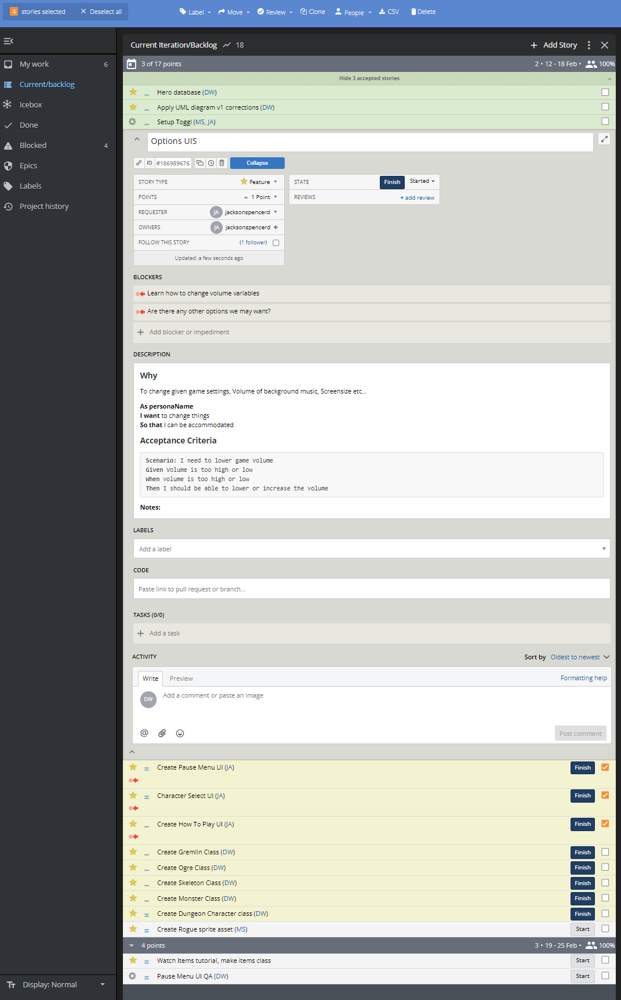 4 stories selected Deselect all Label Move Review Clone People CSV Delete
My work 6
Current/backlog
Icebox
Done
Blocked 4
Epics
Labels
Project history
Display: Normal
Current Iteration/Backlog 18 + Add Story
3 of 17 points 2 • 12 - 18 Feb • 100%
Hide 3 accepted stories
Hero database (DW)
Apply UML diagram v1 corrections (DW)
Setup Toggl (MS, JA)
Options UIS
ID #186989676 Collapse
STORY TYPE Feature
POINTS 1 Point
REQUESTER JA jacksonspencerd
OWNERS JA jacksonspencerd +
FOLLOW THIS STORY (1 follower)
Updated: a few seconds ago
STATE Finish Started
REVIEWS + add review
BLOCKERS
Learn how to change volume variables
Are there any other options we may want?
+ Add blocker or impediment
DESCRIPTION
Why
To change given game settings, Volume of background music, Screensize etc...
As personaName
I want to change things
So that I can be accommodated
Acceptance Criteria
Scenario: I need to lower game volume
Given Volume is too high or low
When volume is too high or low
Then I should be able to lower or increase the volume
Notes:
LABELS
Add a label
CODE
Paste link to pull request or branch...
TASKS (0/0)
+ Add a task
ACTIVITY Sort by Oldest to newest
Write Preview Formatting help
DW Add a comment or paste an image
@ Post comment
Create Pause Menu UI (JA) Finish
Character Select UI (JA) Finish
Create How To Play UI (JA) Finish
Create Gremlin Class (DW) Finish
Create Ogre Class (DW) Finish
Create Skeleton Class (DW) Finish
Create Monster Class (DW) Finish
Create Dungeon Character class (DW) Finish
Create Rogue sprite asset (MS) Start
4 points 3 • 19 - 25 Feb • 100%
Watch Items tutorial, make items class Start
Pause Menu UI QA (DW) Start